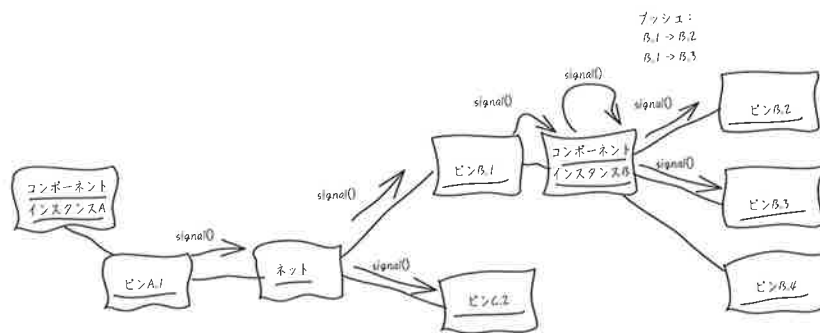 プッシュ：
B.1 -> B.2
B.1 -> B.3
signal()
signal()
signal()
ピンB.2
ピンB.1
コンポーネント
インスタンスB
signal()
signal()
ピンB.3
コンポーネント
インスタンスA
signal()
ピンA.1
ネット
signal()
ピンC.2
ピンB.4